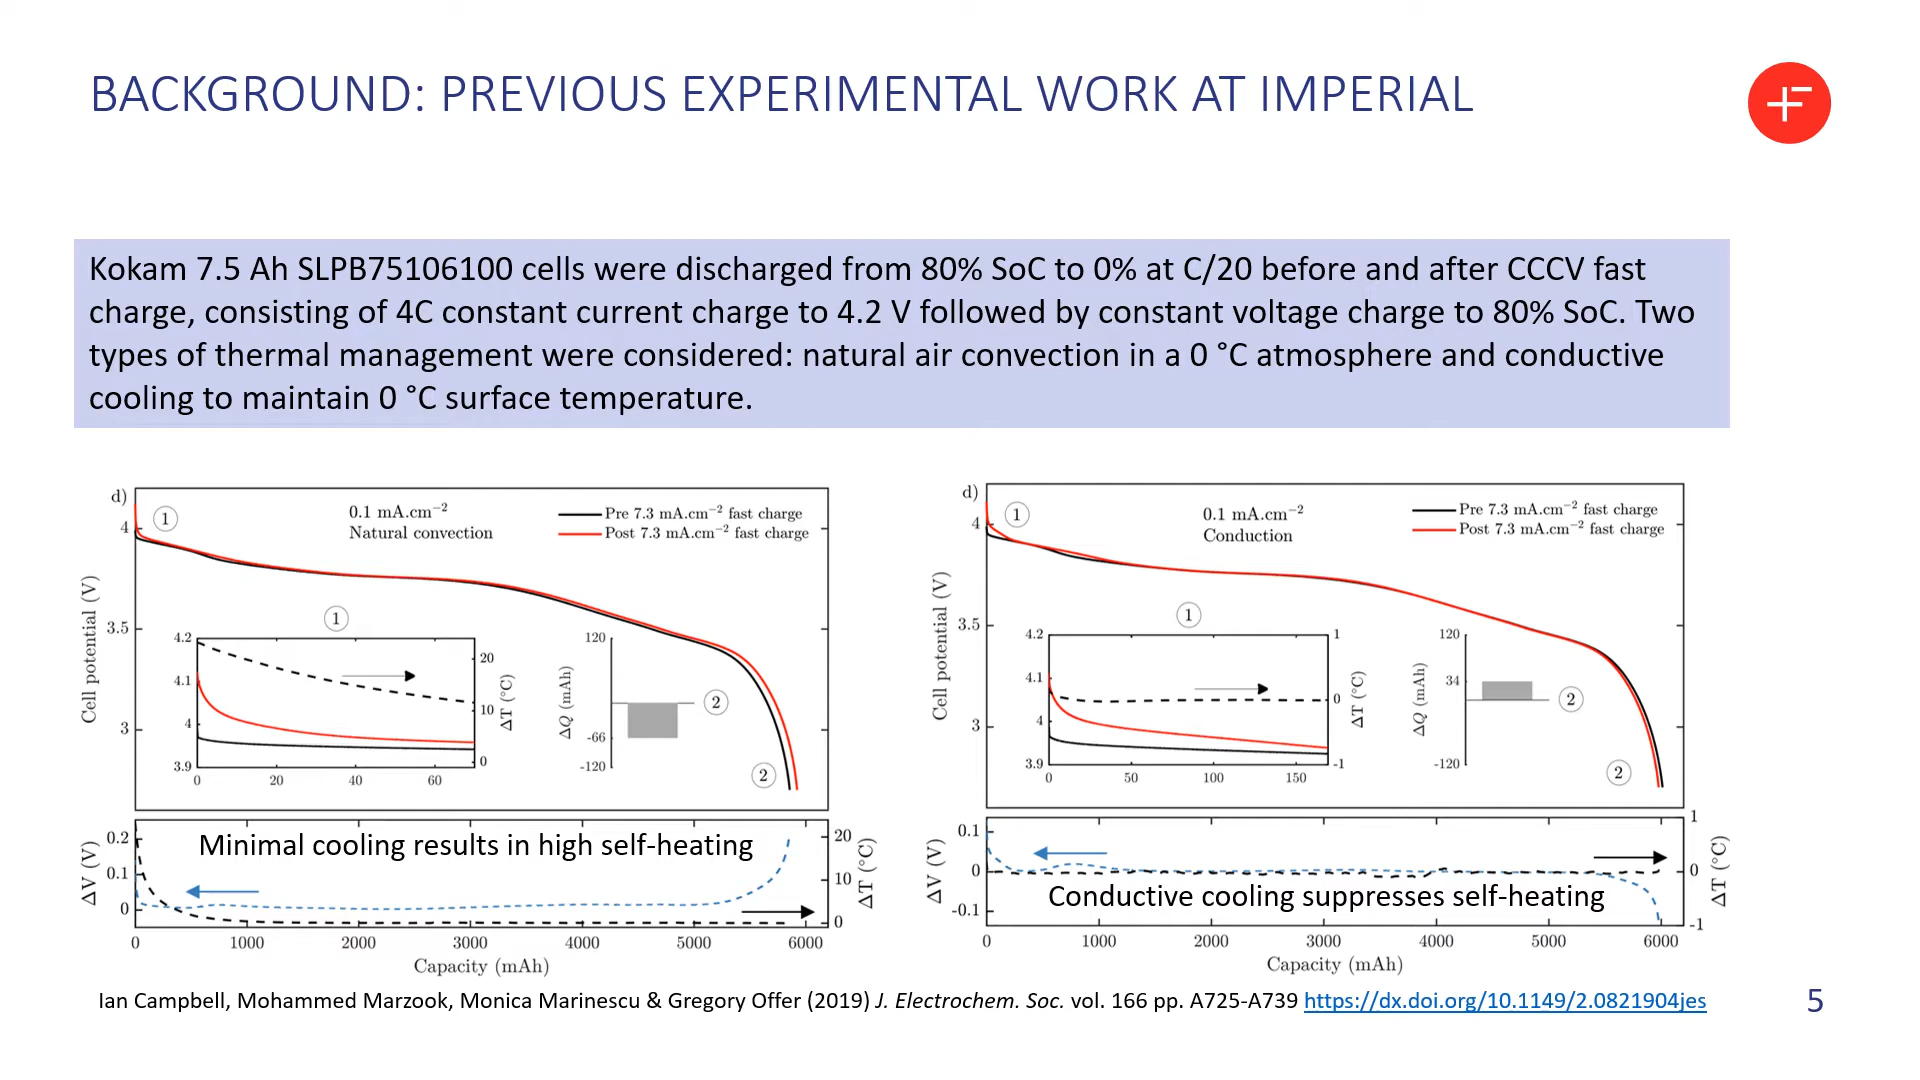 BACKGROUND: PREVIOUS EXPERIMENTAL WORK AT IMPERIAL
Kokam 7.5 Ah SLPB75106100 cells were discharged from 80% SoC to 0% at C/20 before and after CCCV fast
charge, consisting of 4C constant current charge to 4.2 V followed by constant voltage charge to 80% SoC. Two
types of thermal management were considered: natural air convection in a 0 °C atmosphere and conductive
cooling to maintain 0 °C surface temperature.
d)
1
0.1 mA.cm⁻²
Natural convection
Pre 7.3 mA.cm⁻² fast charge
Post 7.3 mA.cm⁻² fast charge
Cell potential (V)
4
3.5
3
1
4.2
4.1
4
3.9
0 20 40 60
20
10
0
ΔT (°C)
ΔQ (mAh)
120
-66
-120
2
2
ΔV (V)
0.2
0.1
0
Minimal cooling results in high self-heating
20
10
0
ΔT (°C)
0 1000 2000 3000 4000 5000 6000
Capacity (mAh)
d)
1
0.1 mA.cm⁻²
Conduction
Pre 7.3 mA.cm⁻² fast charge
Post 7.3 mA.cm⁻² fast charge
Cell potential (V)
4
3.5
3
1
4.2
4.1
4
3.9
0 50 100 150
1
0
-1
ΔT (°C)
ΔQ (mAh)
120
34
-120
2
2
ΔV (V)
0.1
0
-0.1
Conductive cooling suppresses self-heating
1
0
-1
ΔT (°C)
0 1000 2000 3000 4000 5000 6000
Capacity (mAh)
Ian Campbell, Mohammed Marzook, Monica Marinescu & Gregory Offer (2019) J. Electrochem. Soc. vol. 166 pp. A725-A739 https://dx.doi.org/10.1149/2.0821904jes
5